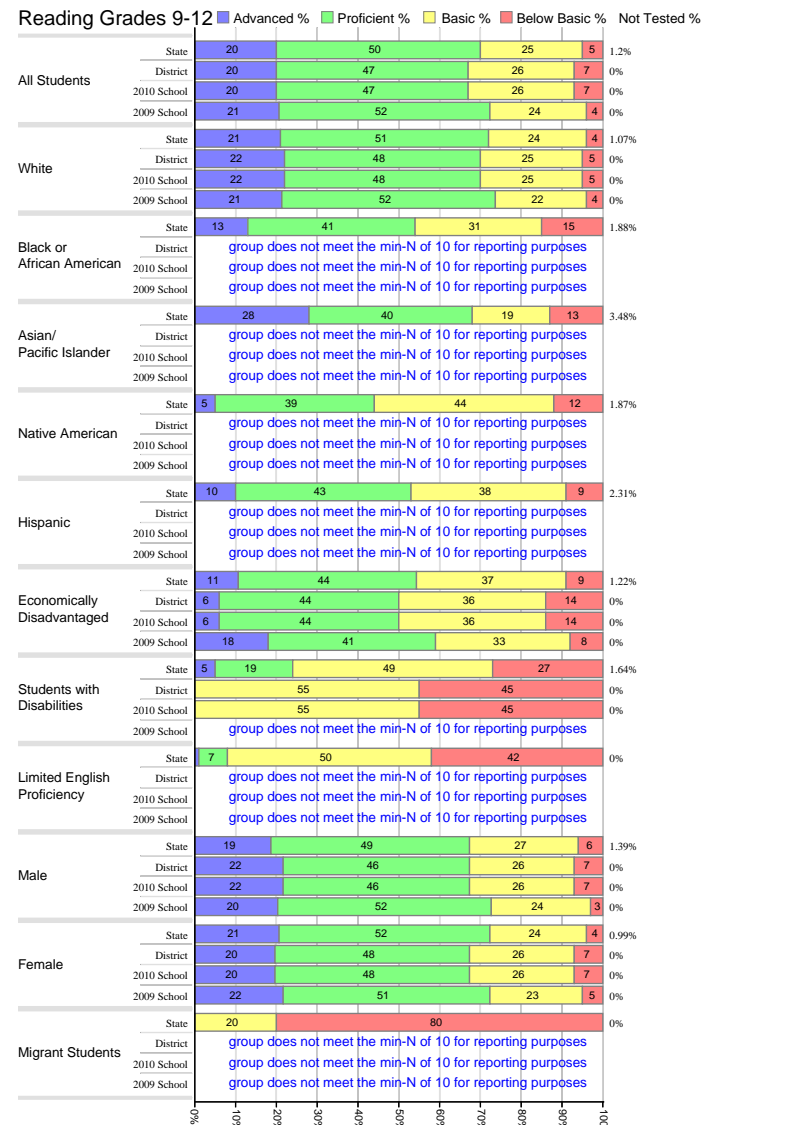 Reading Grades 9-12 Advanced % Proficient % Basic % Below Basic % Not Tested %
All Students
State 20 50 25 5 1.2%
District 20 47 26 7 0%
2010 School 20 47 26 7 0%
2009 School 21 52 24 4 0%
White
State 21 51 24 4 1.07%
District 22 48 25 5 0%
2010 School 22 48 25 5 0%
2009 School 21 52 22 4 0%
Black or
African American
State 13 41 31 15 1.88%
District group does not meet the min-N of 10 for reporting purposes
2010 School group does not meet the min-N of 10 for reporting purposes
2009 School group does not meet the min-N of 10 for reporting purposes
Asian/
Pacific Islander
State 28 40 19 13 3.48%
District group does not meet the min-N of 10 for reporting purposes
2010 School group does not meet the min-N of 10 for reporting purposes
2009 School group does not meet the min-N of 10 for reporting purposes
Native American
State 5 39 44 12 1.87%
District group does not meet the min-N of 10 for reporting purposes
2010 School group does not meet the min-N of 10 for reporting purposes
2009 School group does not meet the min-N of 10 for reporting purposes
Hispanic
State 10 43 38 9 2.31%
District group does not meet the min-N of 10 for reporting purposes
2010 School group does not meet the min-N of 10 for reporting purposes
2009 School group does not meet the min-N of 10 for reporting purposes
Economically
Disadvantaged
State 11 44 37 9 1.22%
District 6 44 36 14 0%
2010 School 6 44 36 14 0%
2009 School 18 41 33 8 0%
Students with
Disabilities
State 5 19 49 27 1.64%
District 55 45 0%
2010 School 55 45 0%
2009 School group does not meet the min-N of 10 for reporting purposes
Limited English
Proficiency
State 7 50 42 0%
District group does not meet the min-N of 10 for reporting purposes
2010 School group does not meet the min-N of 10 for reporting purposes
2009 School group does not meet the min-N of 10 for reporting purposes
Male
State 19 49 27 6 1.39%
District 22 46 26 7 0%
2010 School 22 46 26 7 0%
2009 School 20 52 24 3 0%
Female
State 21 52 24 4 0.99%
District 20 48 26 7 0%
2010 School 20 48 26 7 0%
2009 School 22 51 23 5 0%
Migrant Students
State 20 80 0%
District group does not meet the min-N of 10 for reporting purposes
2010 School group does not meet the min-N of 10 for reporting purposes
2009 School group does not meet the min-N of 10 for reporting purposes
0% 10% 20% 30% 40% 50% 60% 70% 80% 90% 100